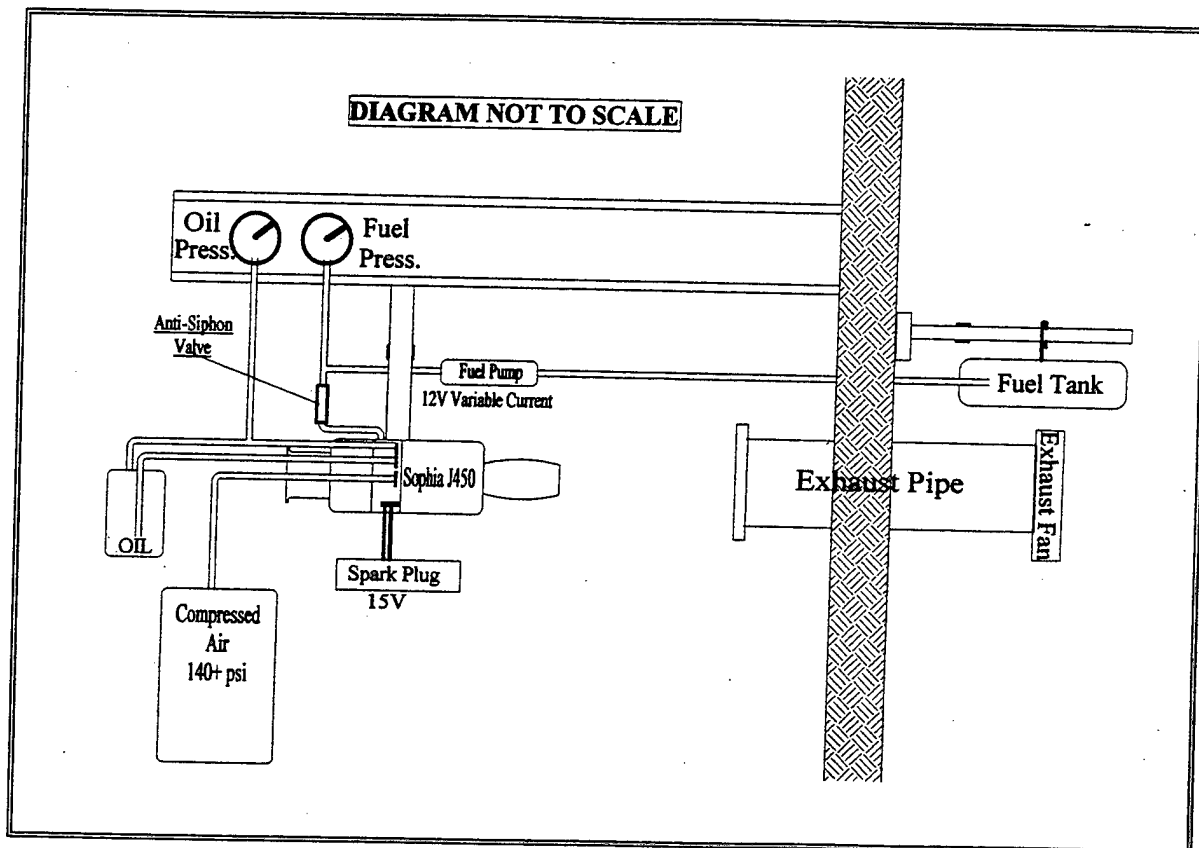 DIAGRAM NOT TO SCALE
Oil
Press.
Fuel
Press.
Anti-Siphon
Valve
Fuel Pump
12V Variable Current
Fuel Tank
Sophia J450
Exhaust Pipe
Exhaust Fan
OIL
Spark Plug
15V
Compressed
Air
140+ psi